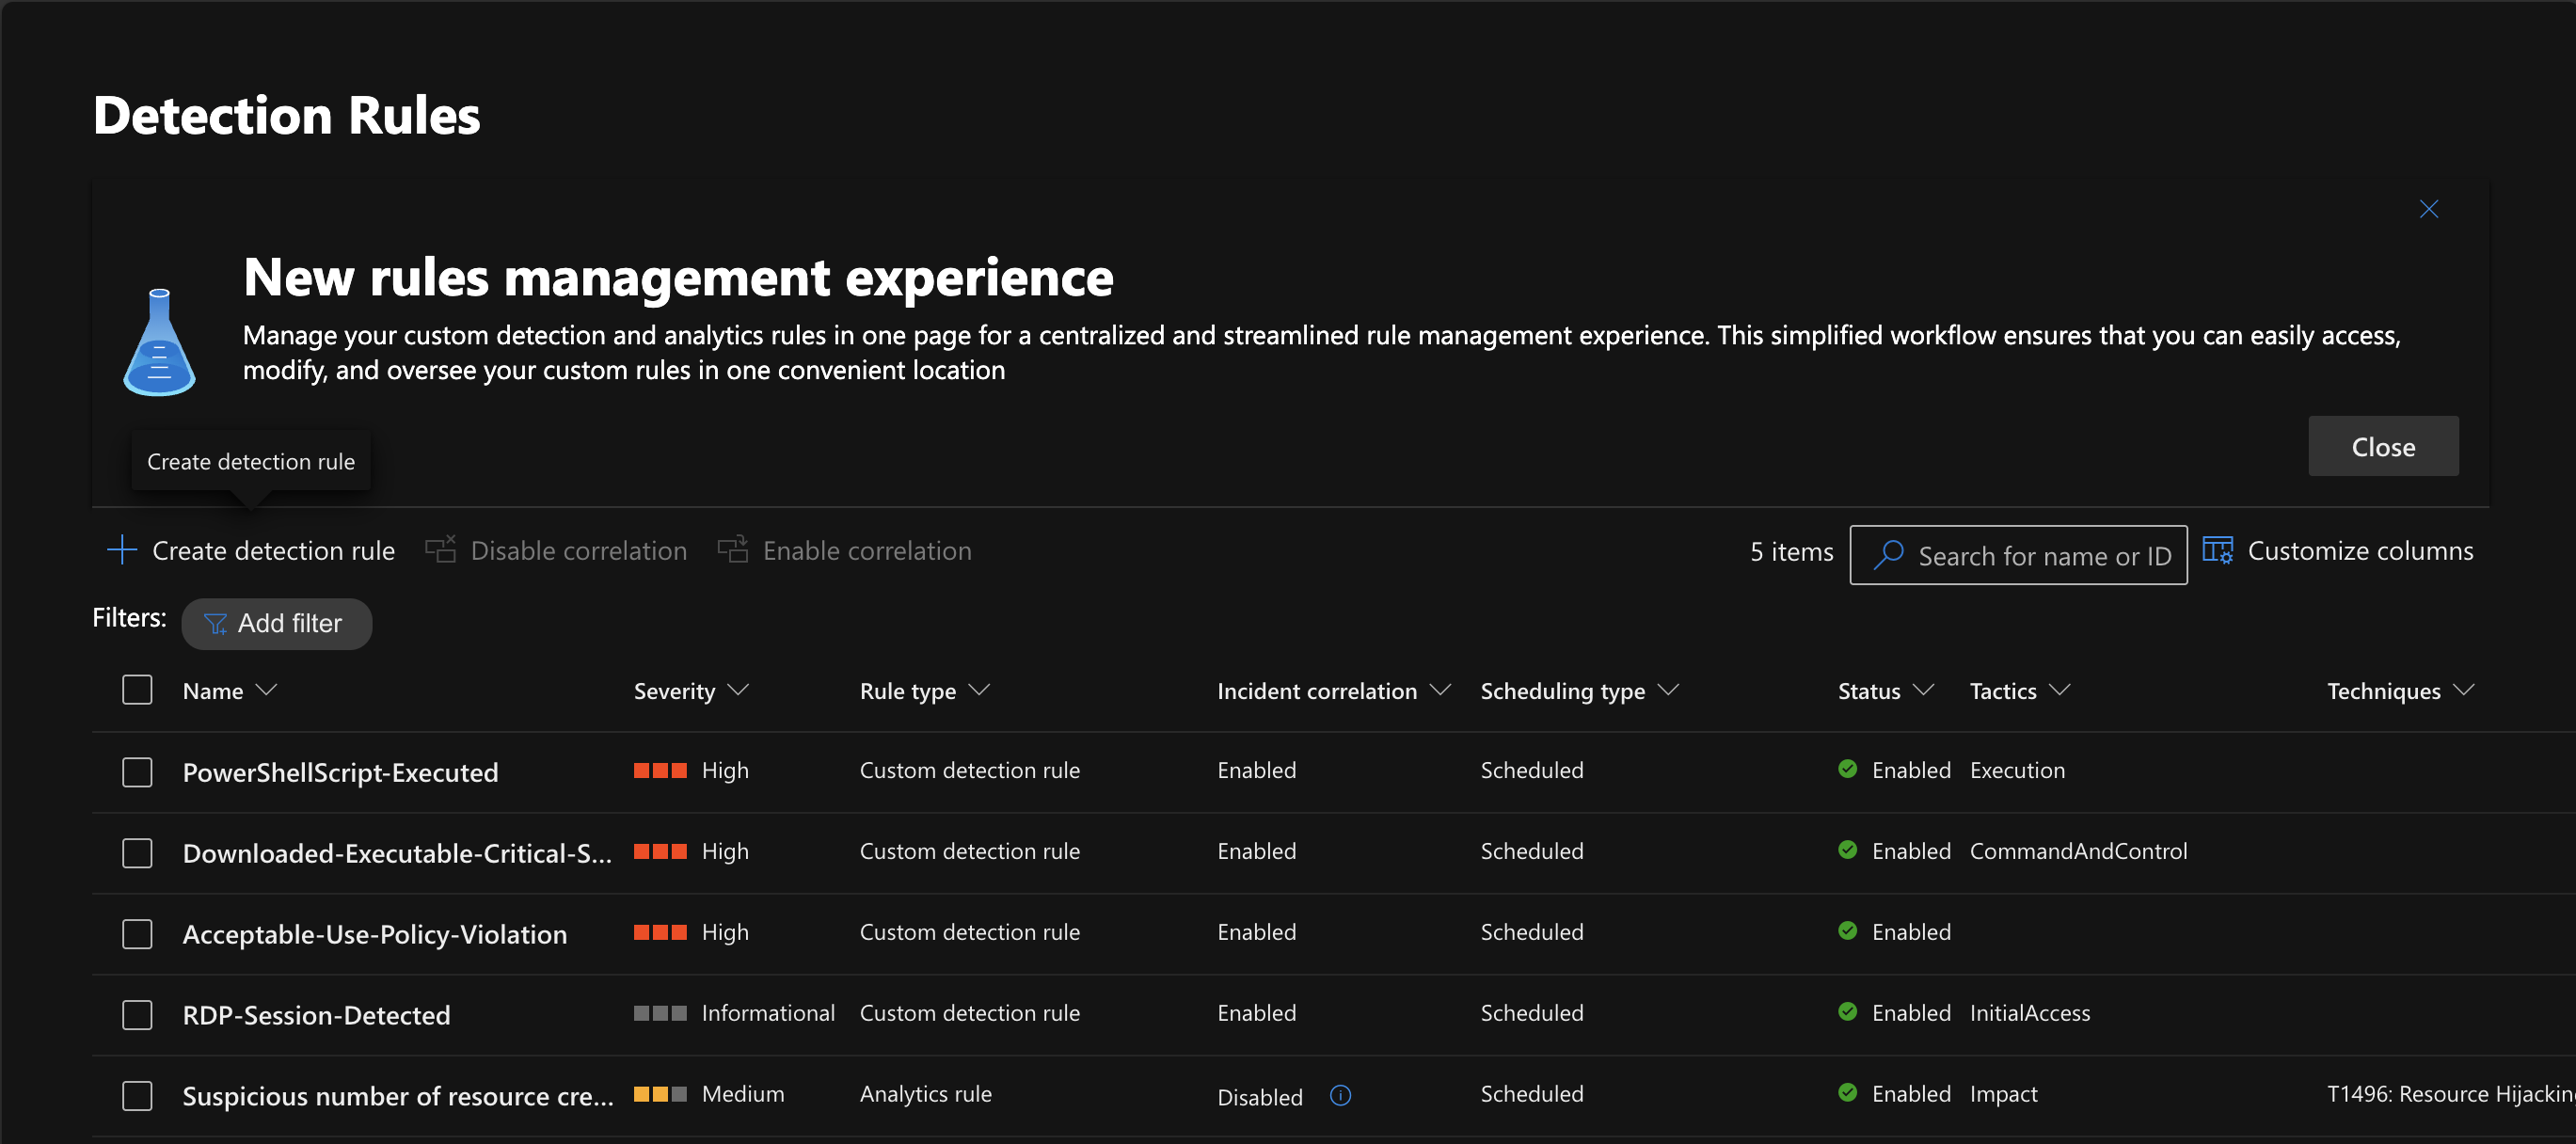 Detection Rules
New rules management experience
Manage your custom detection and analytics rules in one page for a centralized and streamlined rule management experience. This simplified workflow ensures that you can easily access,
modify, and oversee your custom rules in one convenient location
Close
Create detection rule
Create detection rule Disable correlation Enable correlation 5 items Search for name or ID Customize columns
Filters: Add filter
Name Severity Rule type Incident correlation Scheduling type Status Tactics Techniques
PowerShellScript-Executed High Custom detection rule Enabled Scheduled Enabled Execution
Downloaded-Executable-Critical-S... High Custom detection rule Enabled Scheduled Enabled CommandAndControl
Acceptable-Use-Policy-Violation High Custom detection rule Enabled Scheduled Enabled
RDP-Session-Detected Informational Custom detection rule Enabled Scheduled Enabled InitialAccess
Suspicious number of resource cre... Medium Analytics rule Disabled Scheduled Enabled Impact T1496: Resource Hijackin